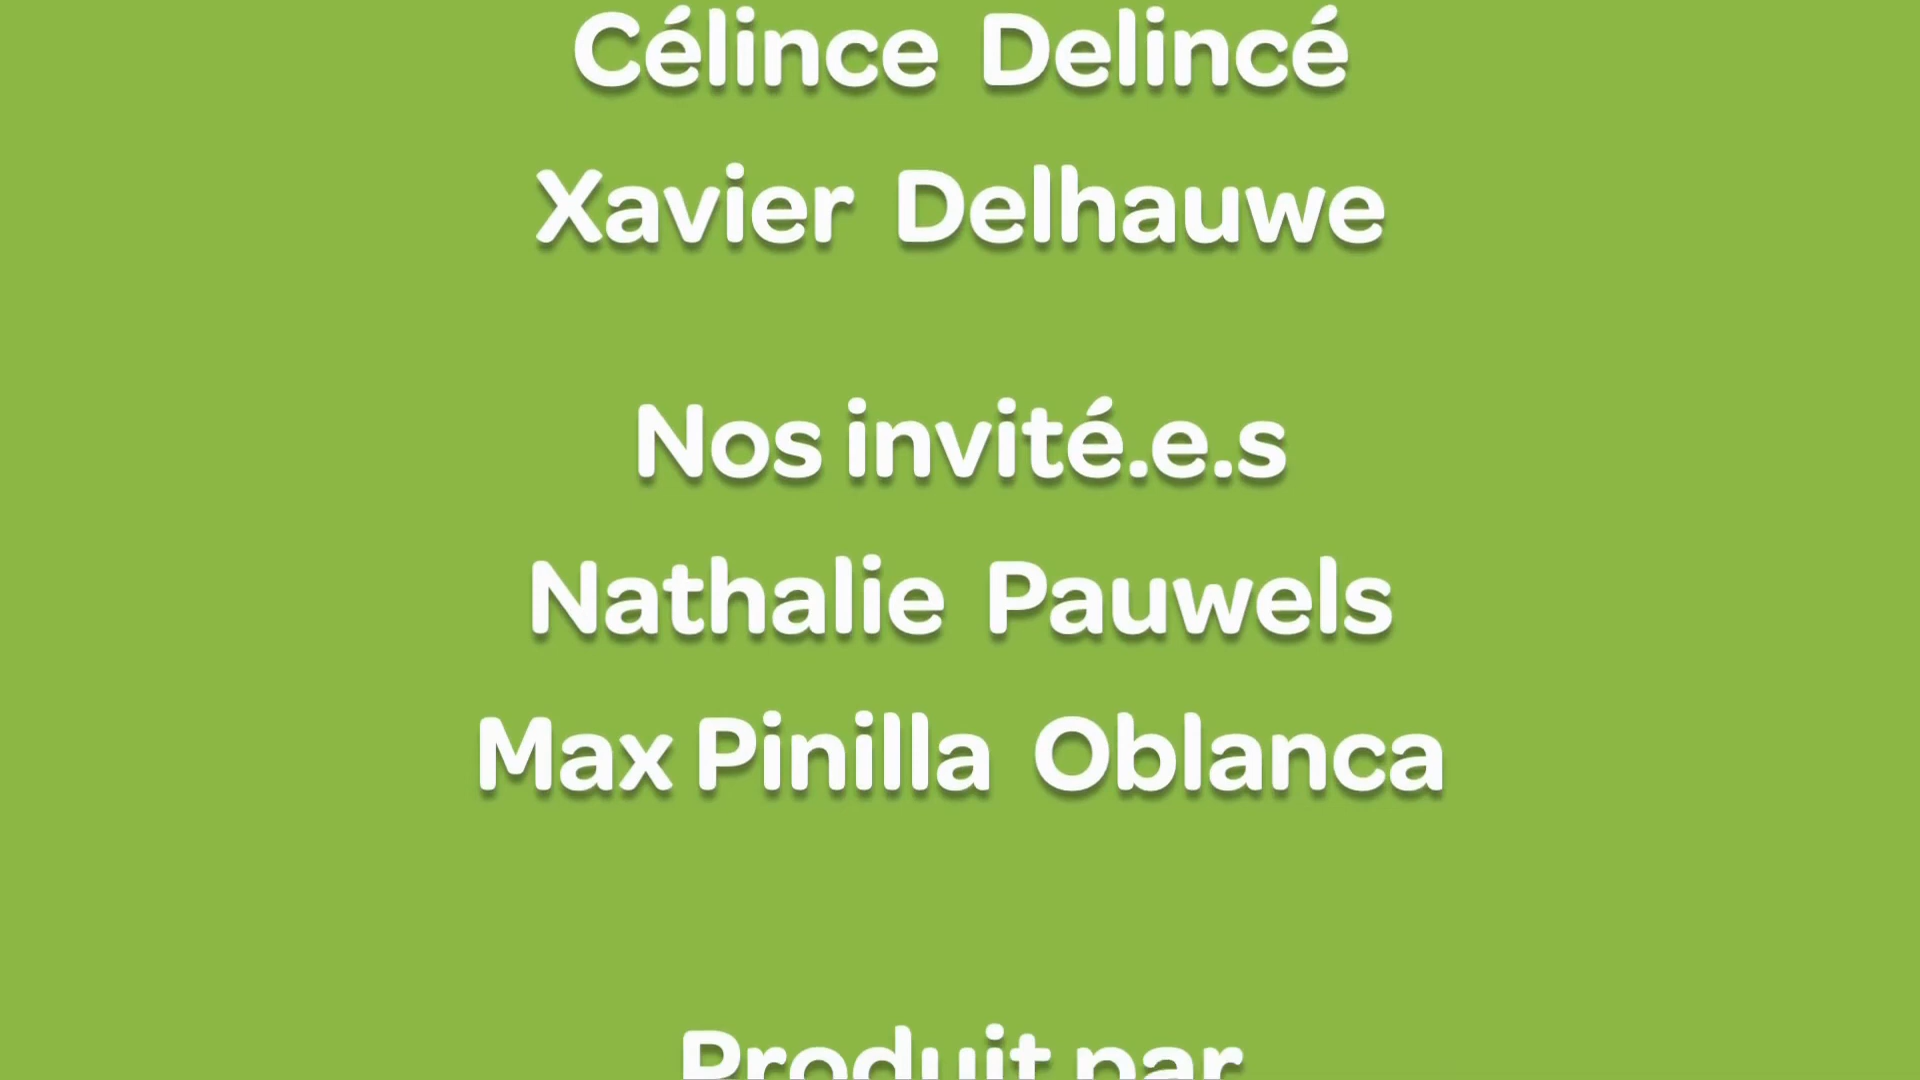 Célince Delincé
Xavier Delhauwe
Nos invité.e.s
Nathalie Pauwels
Max Pinilla Oblanca
Produit par